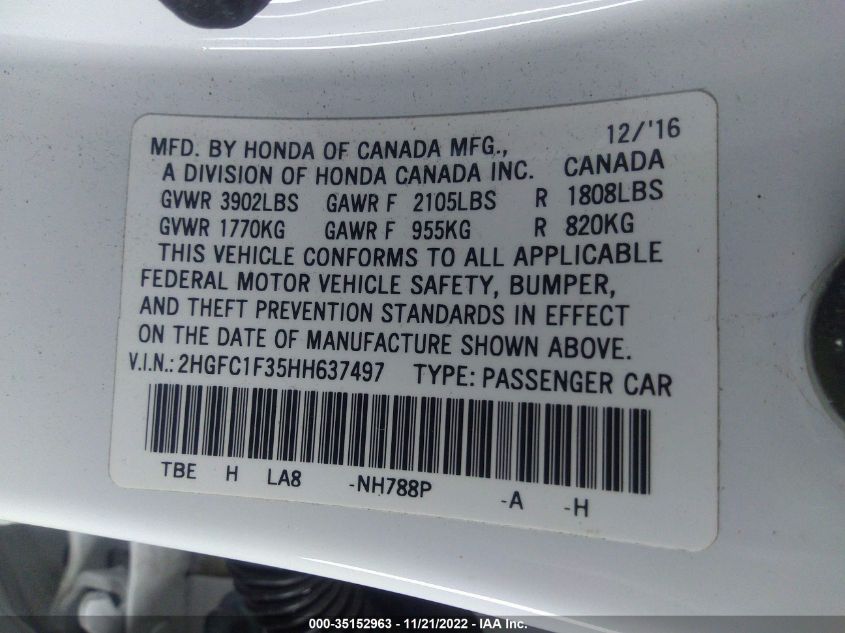 MFD. BY HONDA OF CANADA MFG., 12/'16
A DIVISION OF HONDA CANADA INC. CANADA
GVWR 3902LBS GAWR F 2105LBS R 1808LBS
GVWR 1770KG GAWR F 955KG R 820KG
THIS VEHICLE CONFORMS TO ALL APPLICABLE
FEDERAL MOTOR VEHICLE SAFETY, BUMPER,
AND THEFT PREVENTION STANDARDS IN EFFECT
ON THE DATE OF MANUFACTURE SHOWN ABOVE.
V.I.N.: 2HGFC1F35HH637497 TYPE: PASSENGER CAR
TBE H LA8 -NH788P -A -H
000-35152963 - 11/21/2022 - IAA Inc.